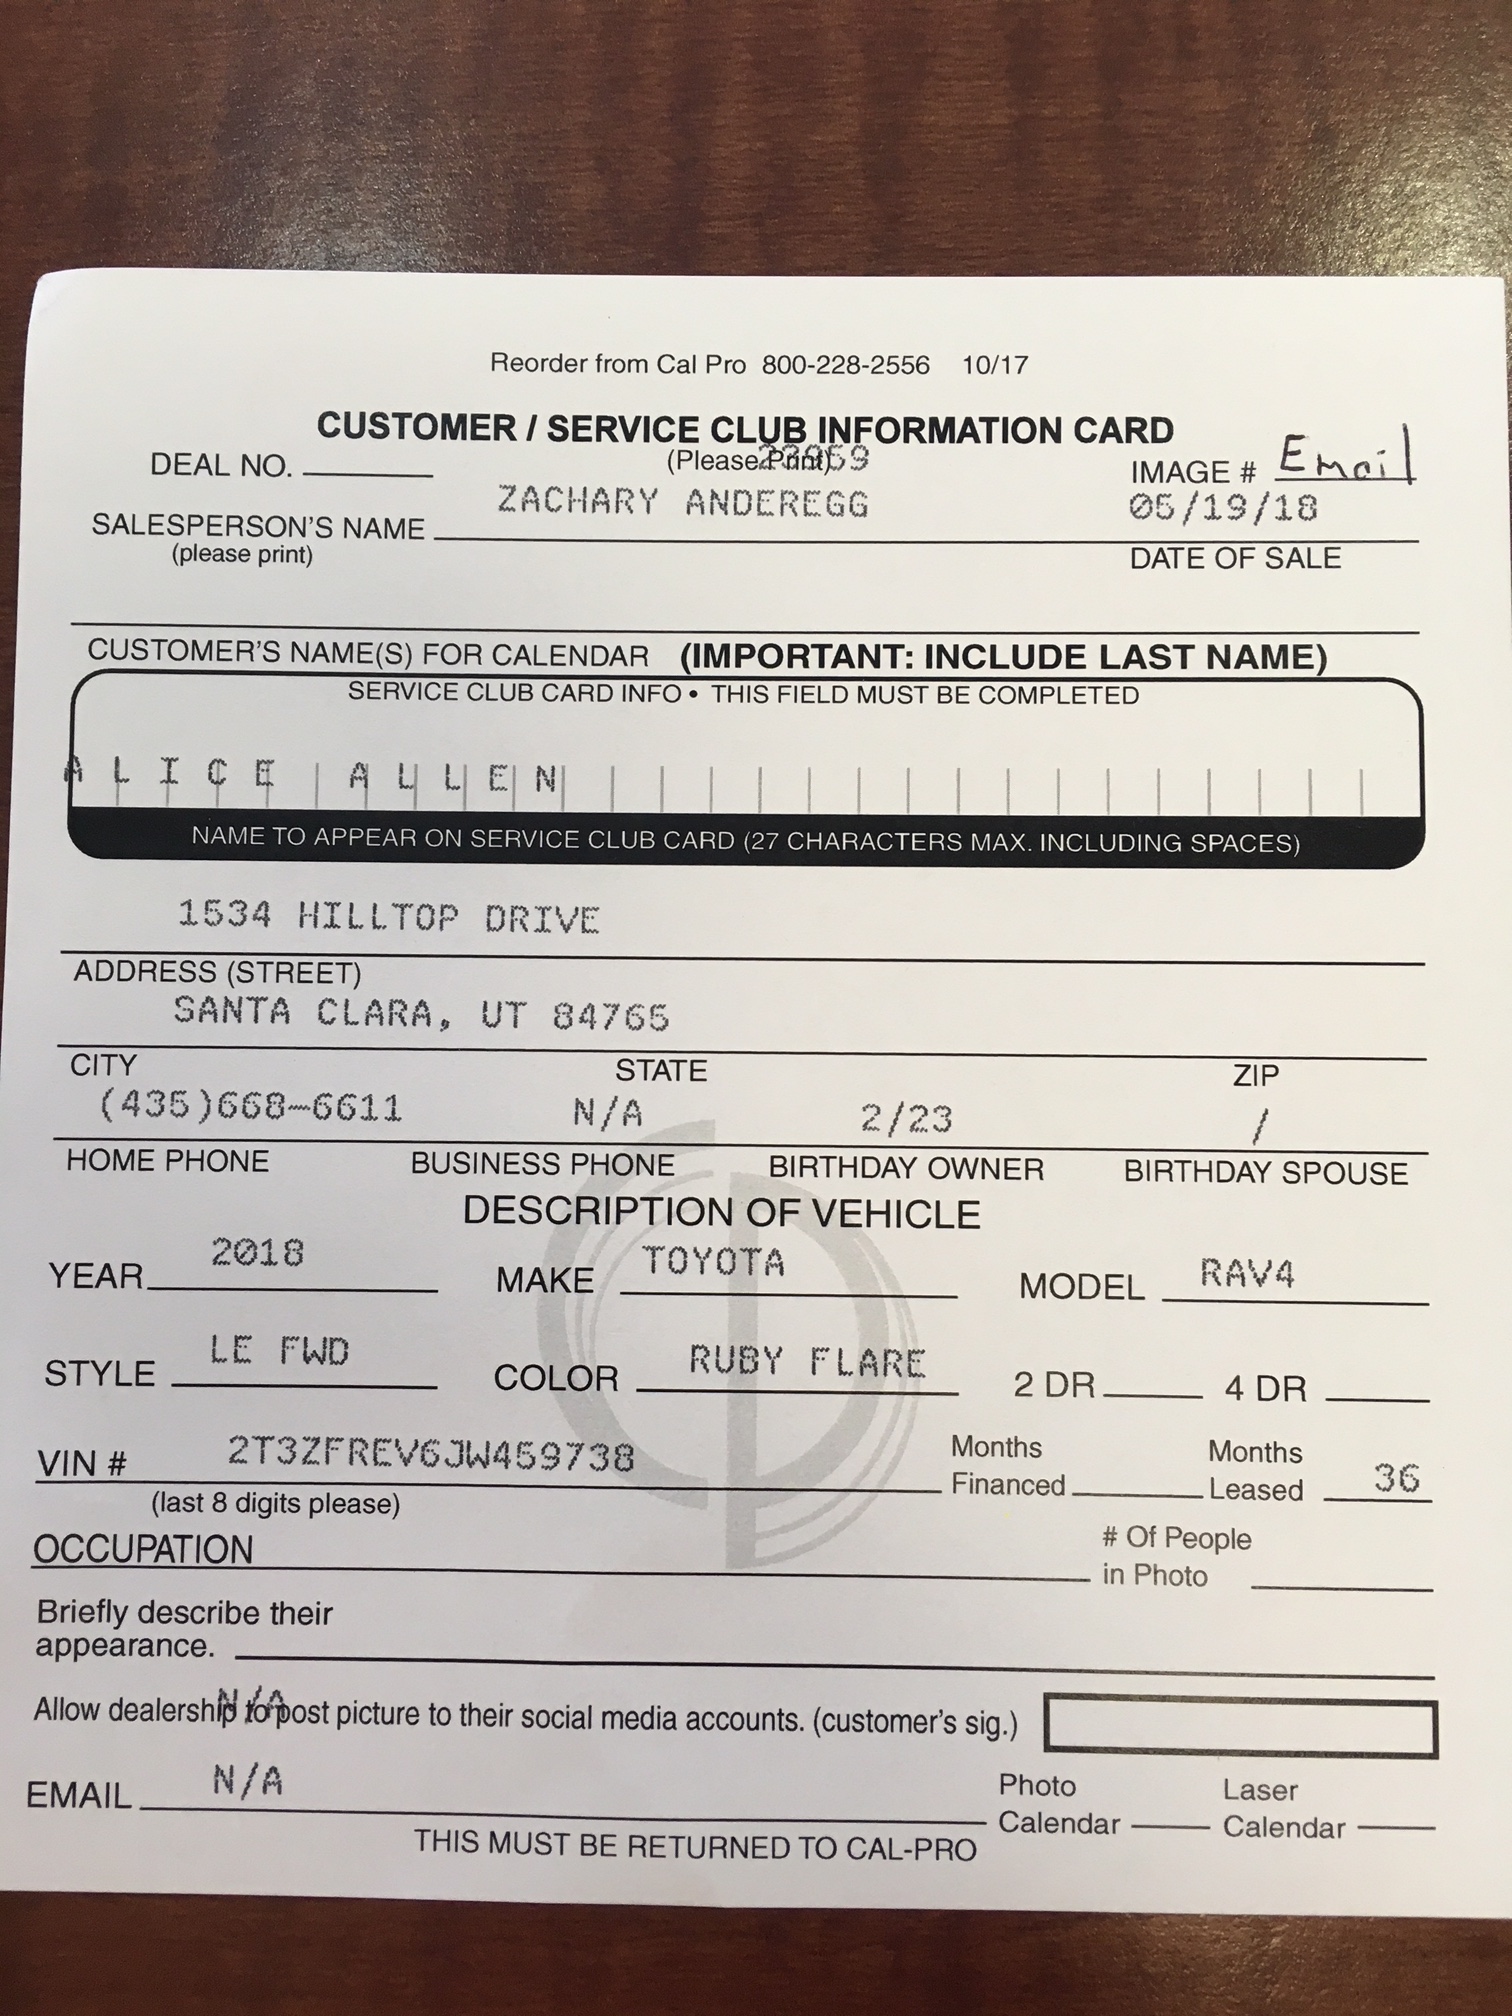 Reorder from Cal Pro 800-228-2556 10/17
CUSTOMER / SERVICE CLUB INFORMATION CARD
DEAL NO. (Please Print) IMAGE # Email
ZACHARY ANDEREGG 05/19/18
SALESPERSON'S NAME
(please print) DATE OF SALE
CUSTOMER'S NAME(S) FOR CALENDAR (IMPORTANT: INCLUDE LAST NAME)
SERVICE CLUB CARD INFO • THIS FIELD MUST BE COMPLETED
ALICE ALLEN
NAME TO APPEAR ON SERVICE CLUB CARD (27 CHARACTERS MAX. INCLUDING SPACES)
1534 HILLTOP DRIVE
ADDRESS (STREET)
SANTA CLARA, UT 84765
CITY STATE ZIP
(435)668-6611 N/A 2/23 /
HOME PHONE BUSINESS PHONE BIRTHDAY OWNER BIRTHDAY SPOUSE
DESCRIPTION OF VEHICLE
YEAR 2018 MAKE TOYOTA MODEL RAV4
STYLE LE FWD COLOR RUBY FLARE 2 DR 4 DR
VIN # 2T3ZFREV6JW459738 Months Financed Months Leased 36
(last 8 digits please)
OCCUPATION # Of People in Photo
Briefly describe their
appearance.
N/A
Allow dealership to post picture to their social media accounts. (customer's sig.)
EMAIL N/A Photo Calendar Laser Calendar
THIS MUST BE RETURNED TO CAL-PRO